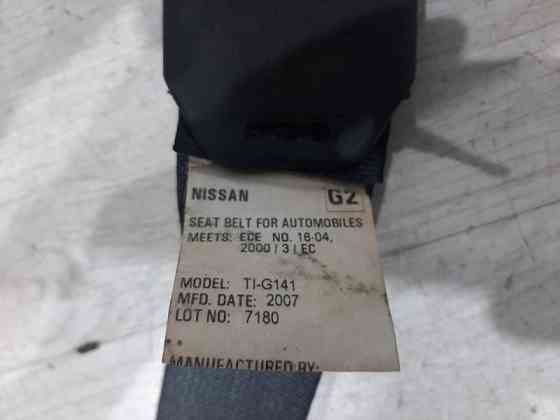 NISSAN G2
SEAT BELT FOR AUTOMOBILES
MEETS: ECE NO. 16-04,
2000 / 3 / EC
MODEL: TI-G141
MFD. DATE: 2007
LOT NO: 7180
MANUFACTURED BY: